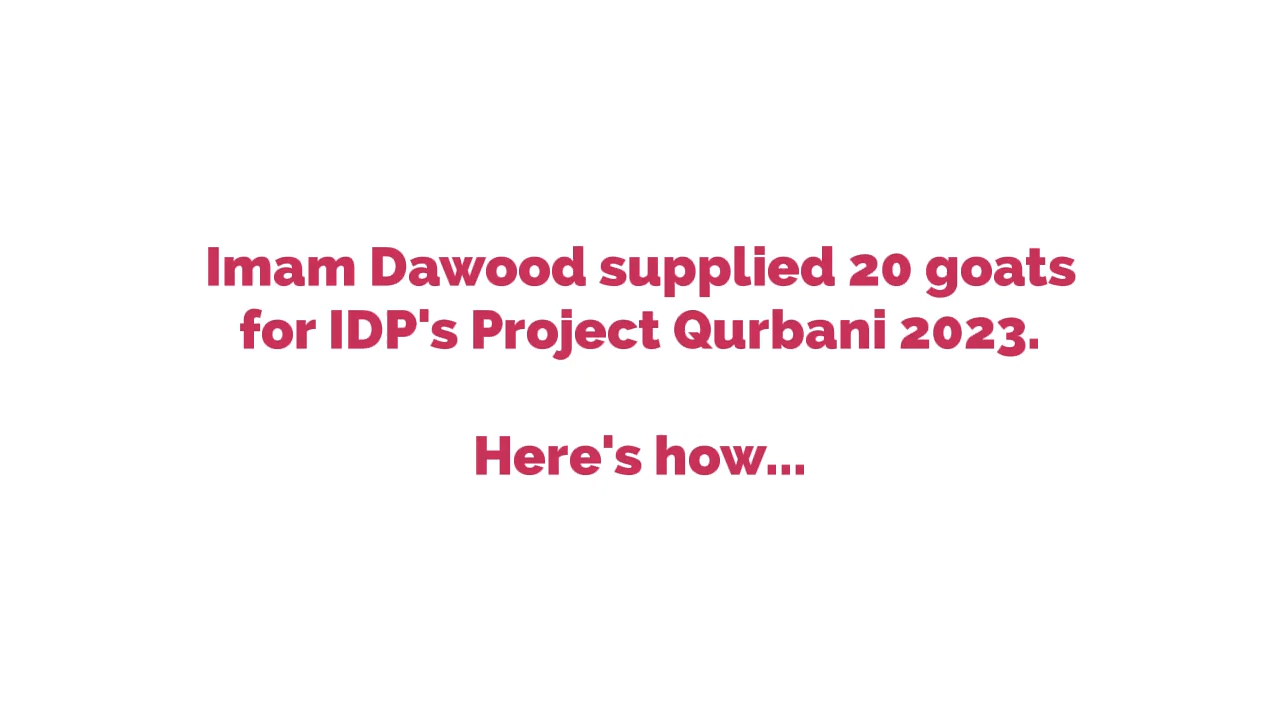 Imam Dawood supplied 20 goats
for IDP's Project Qurbani 2023.
Here's how...